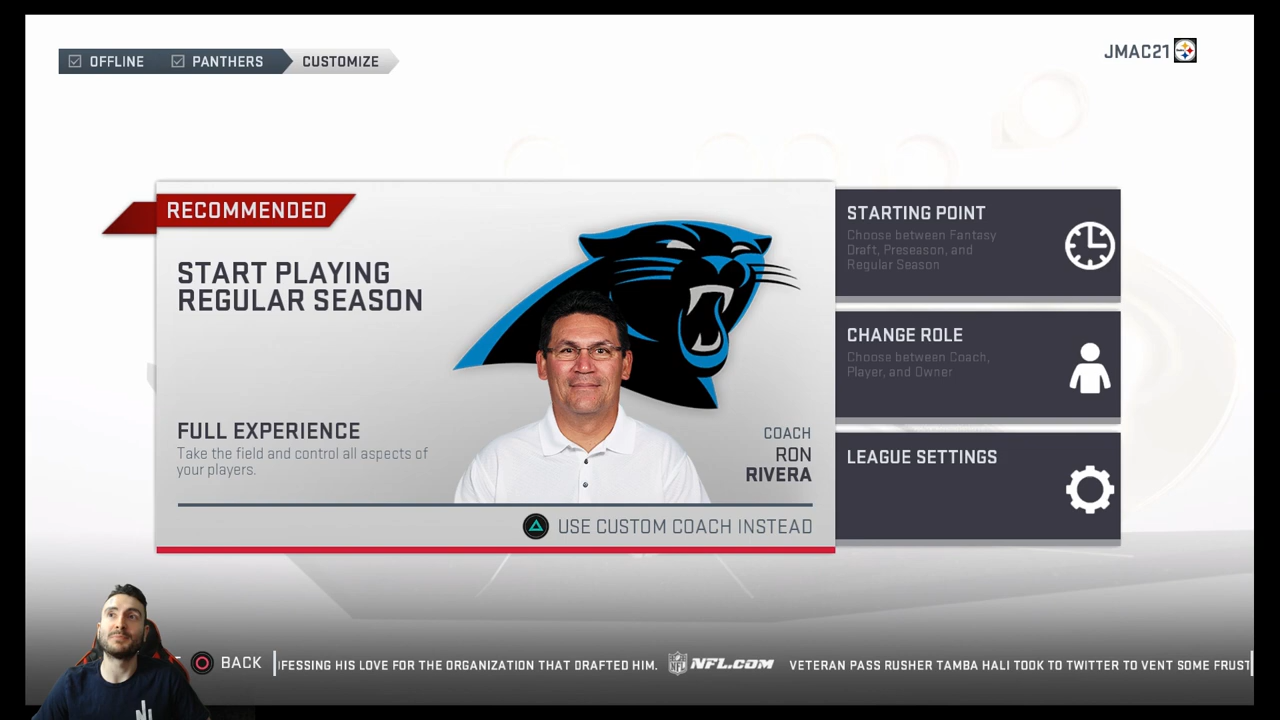 OFFLINE PANTHERS CUSTOMIZE
JMAC21
RECOMMENDED
START PLAYING
REGULAR SEASON
FULL EXPERIENCE
Take the field and control all aspects of
your players.
COACH
RON
RIVERA
USE CUSTOM COACH INSTEAD
STARTING POINT
Choose between Fantasy
Draft, Preseason, and
Regular Season
CHANGE ROLE
Choose between Coach,
Player, and Owner
LEAGUE SETTINGS
BACK
IFESSING HIS LOVE FOR THE ORGANIZATION THAT DRAFTED HIM. NFL NFL.COM VETERAN PASS RUSHER TAMBA HALI TOOK TO TWITTER TO VENT SOME FRUST